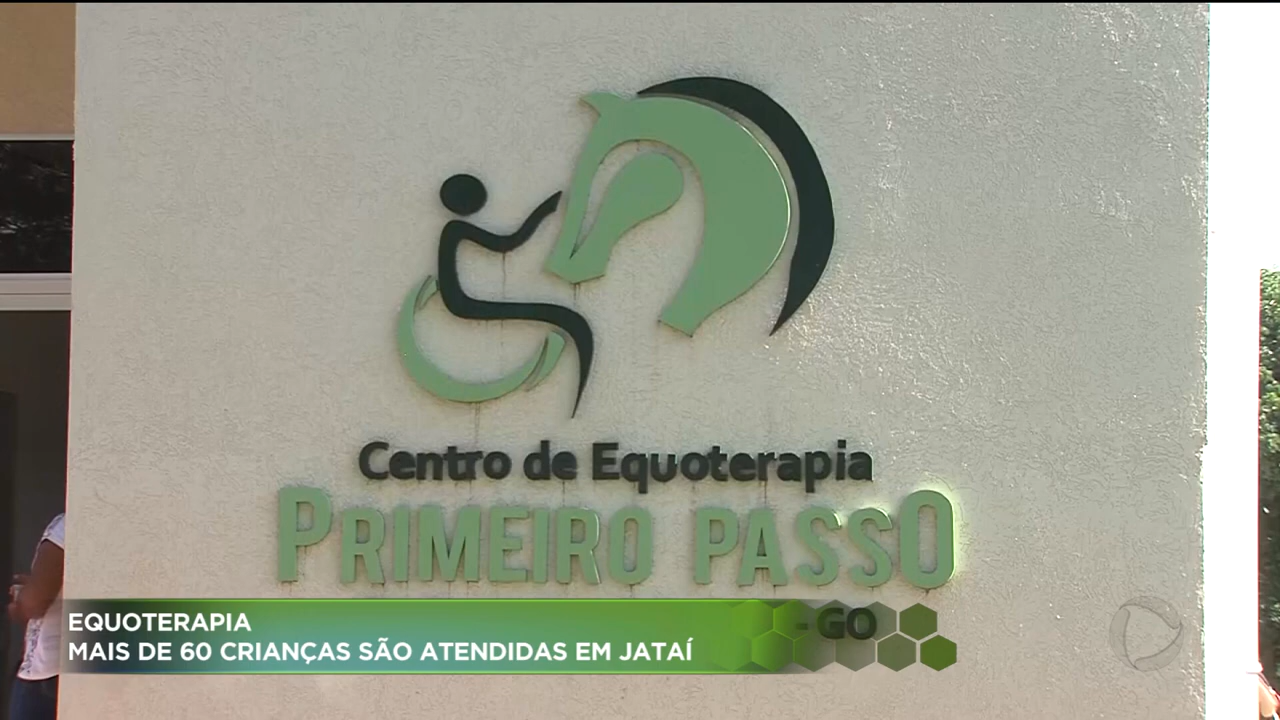 Centro de Equoterapia
PRIMEIRO PASSO
- GO
EQUOTERAPIA
MAIS DE 60 CRIANÇAS SÃO ATENDIDAS EM JATAÍ